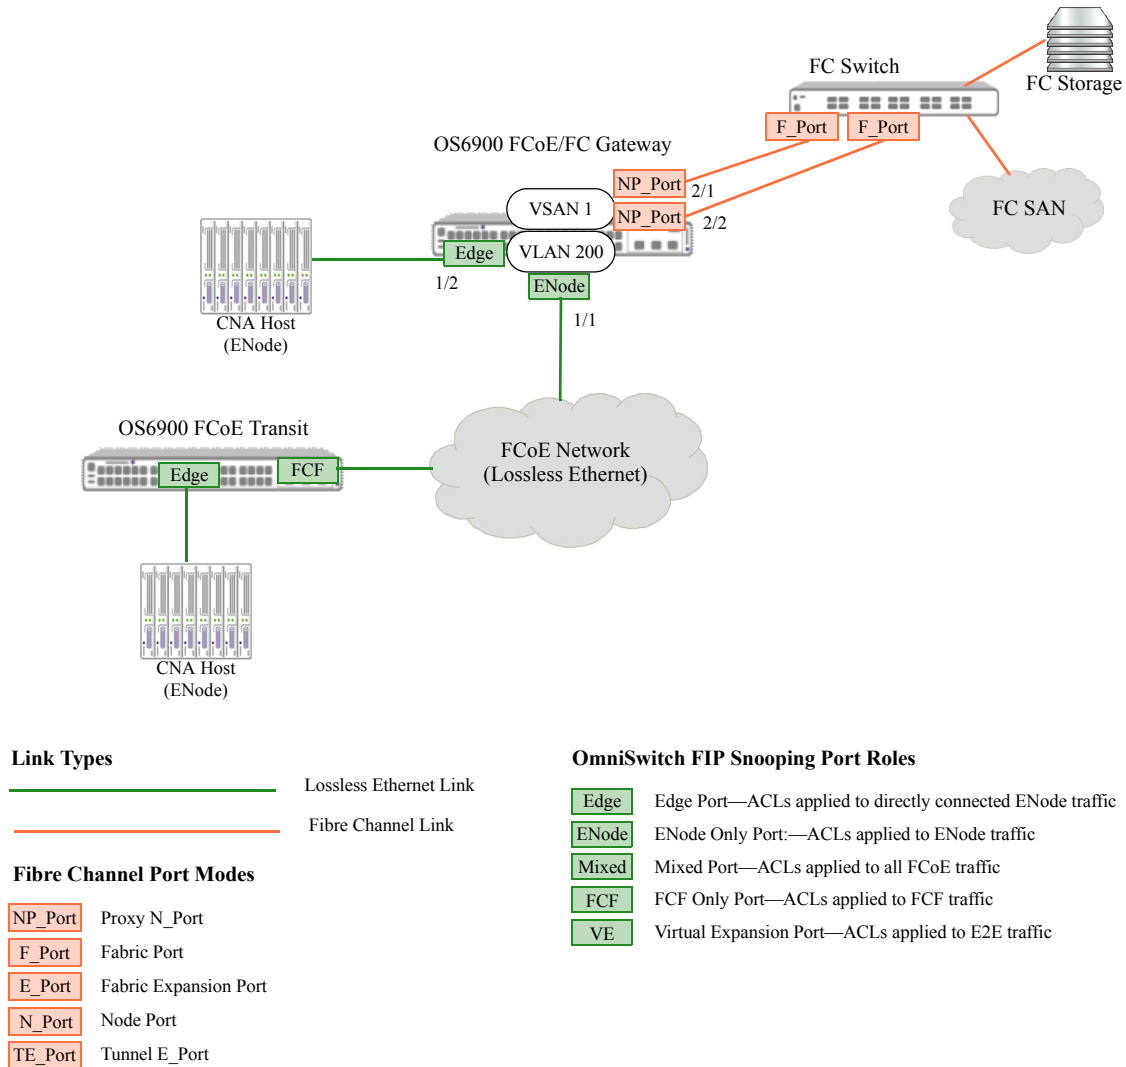 FC Switch
FC Storage
F_Port
F_Port
OS6900 FCoE/FC Gateway
NP_Port
2/1
VSAN 1
NP_Port
2/2
FC SAN
Edge
VLAN 200
1/2
ENode
1/1
CNA Host
(ENode)
OS6900 FCoE Transit
Edge
FCF
FCoE Network
(Lossless Ethernet)
CNA Host
(ENode)
Link Types
Lossless Ethernet Link
Fibre Channel Link
Fibre Channel Port Modes
NP_Port Proxy N_Port
F_Port Fabric Port
E_Port Fabric Expansion Port
N_Port Node Port
TE_Port Tunnel E_Port
OmniSwitch FIP Snooping Port Roles
Edge Edge Port—ACLs applied to directly connected ENode traffic
ENode ENode Only Port:—ACLs applied to ENode traffic
Mixed Mixed Port—ACLs applied to all FCoE traffic
FCF FCF Only Port—ACLs applied to FCF traffic
VE Virtual Expansion Port—ACLs applied to E2E traffic